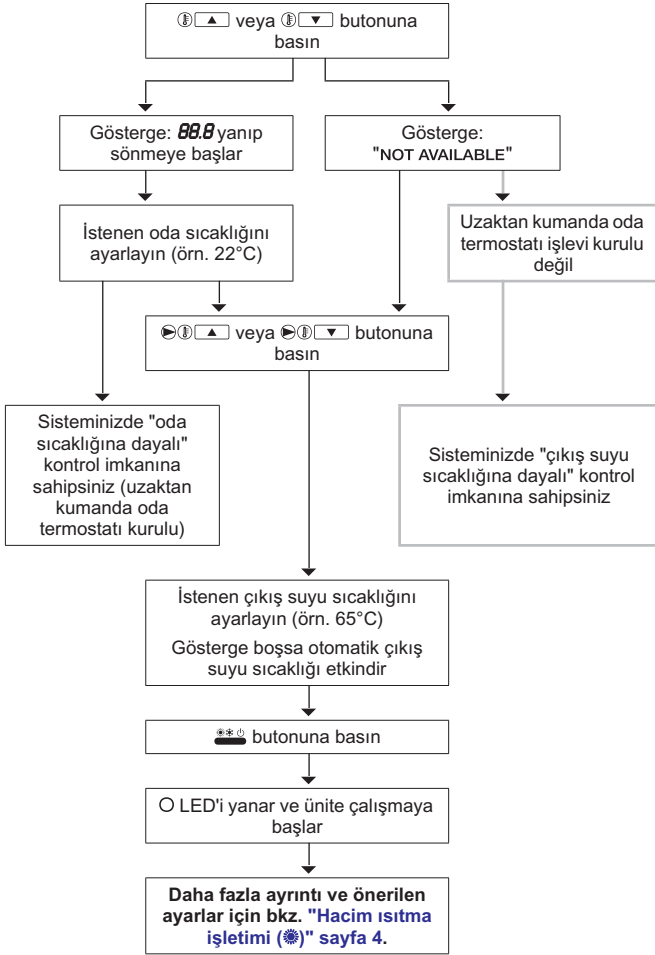 ▲ veya ▼ butonuna
basın
Gösterge: 88.8 yanıp
sönmeye başlar
Gösterge:
"NOT AVAILABLE"
İstenen oda sıcaklığını
ayarlayın (örn. 22°C)
Uzaktan kumanda oda
termostatı işlevi kurulu
değil
▲ veya ▼ butonuna
basın
Sisteminizde "oda
sıcaklığına dayalı"
kontrol imkanına
sahipsiniz (uzaktan
kumanda oda
termostatı kurulu)
Sisteminizde "çıkış suyu
sıcaklığına dayalı" kontrol
imkanına sahipsiniz
İstenen çıkış suyu sıcaklığını
ayarlayın (örn. 65°C)
Gösterge boşsa otomatik çıkış
suyu sıcaklığı etkindir
butonuna basın
LED'i yanar ve ünite çalışmaya
başlar
Daha fazla ayrıntı ve önerilen
ayarlar için bkz. "Hacim ısıtma
işletimi (☀)" sayfa 4.